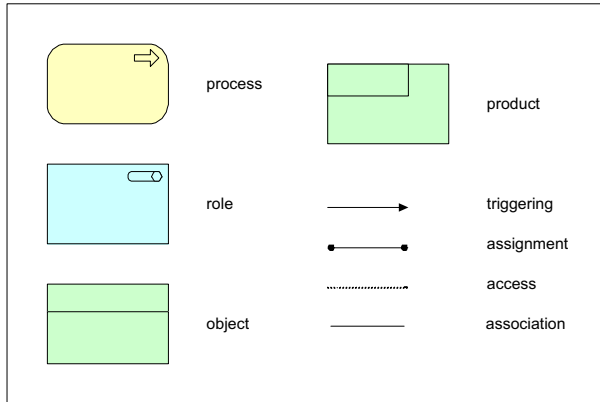 process
product
role
triggering
assignment
access
object
association